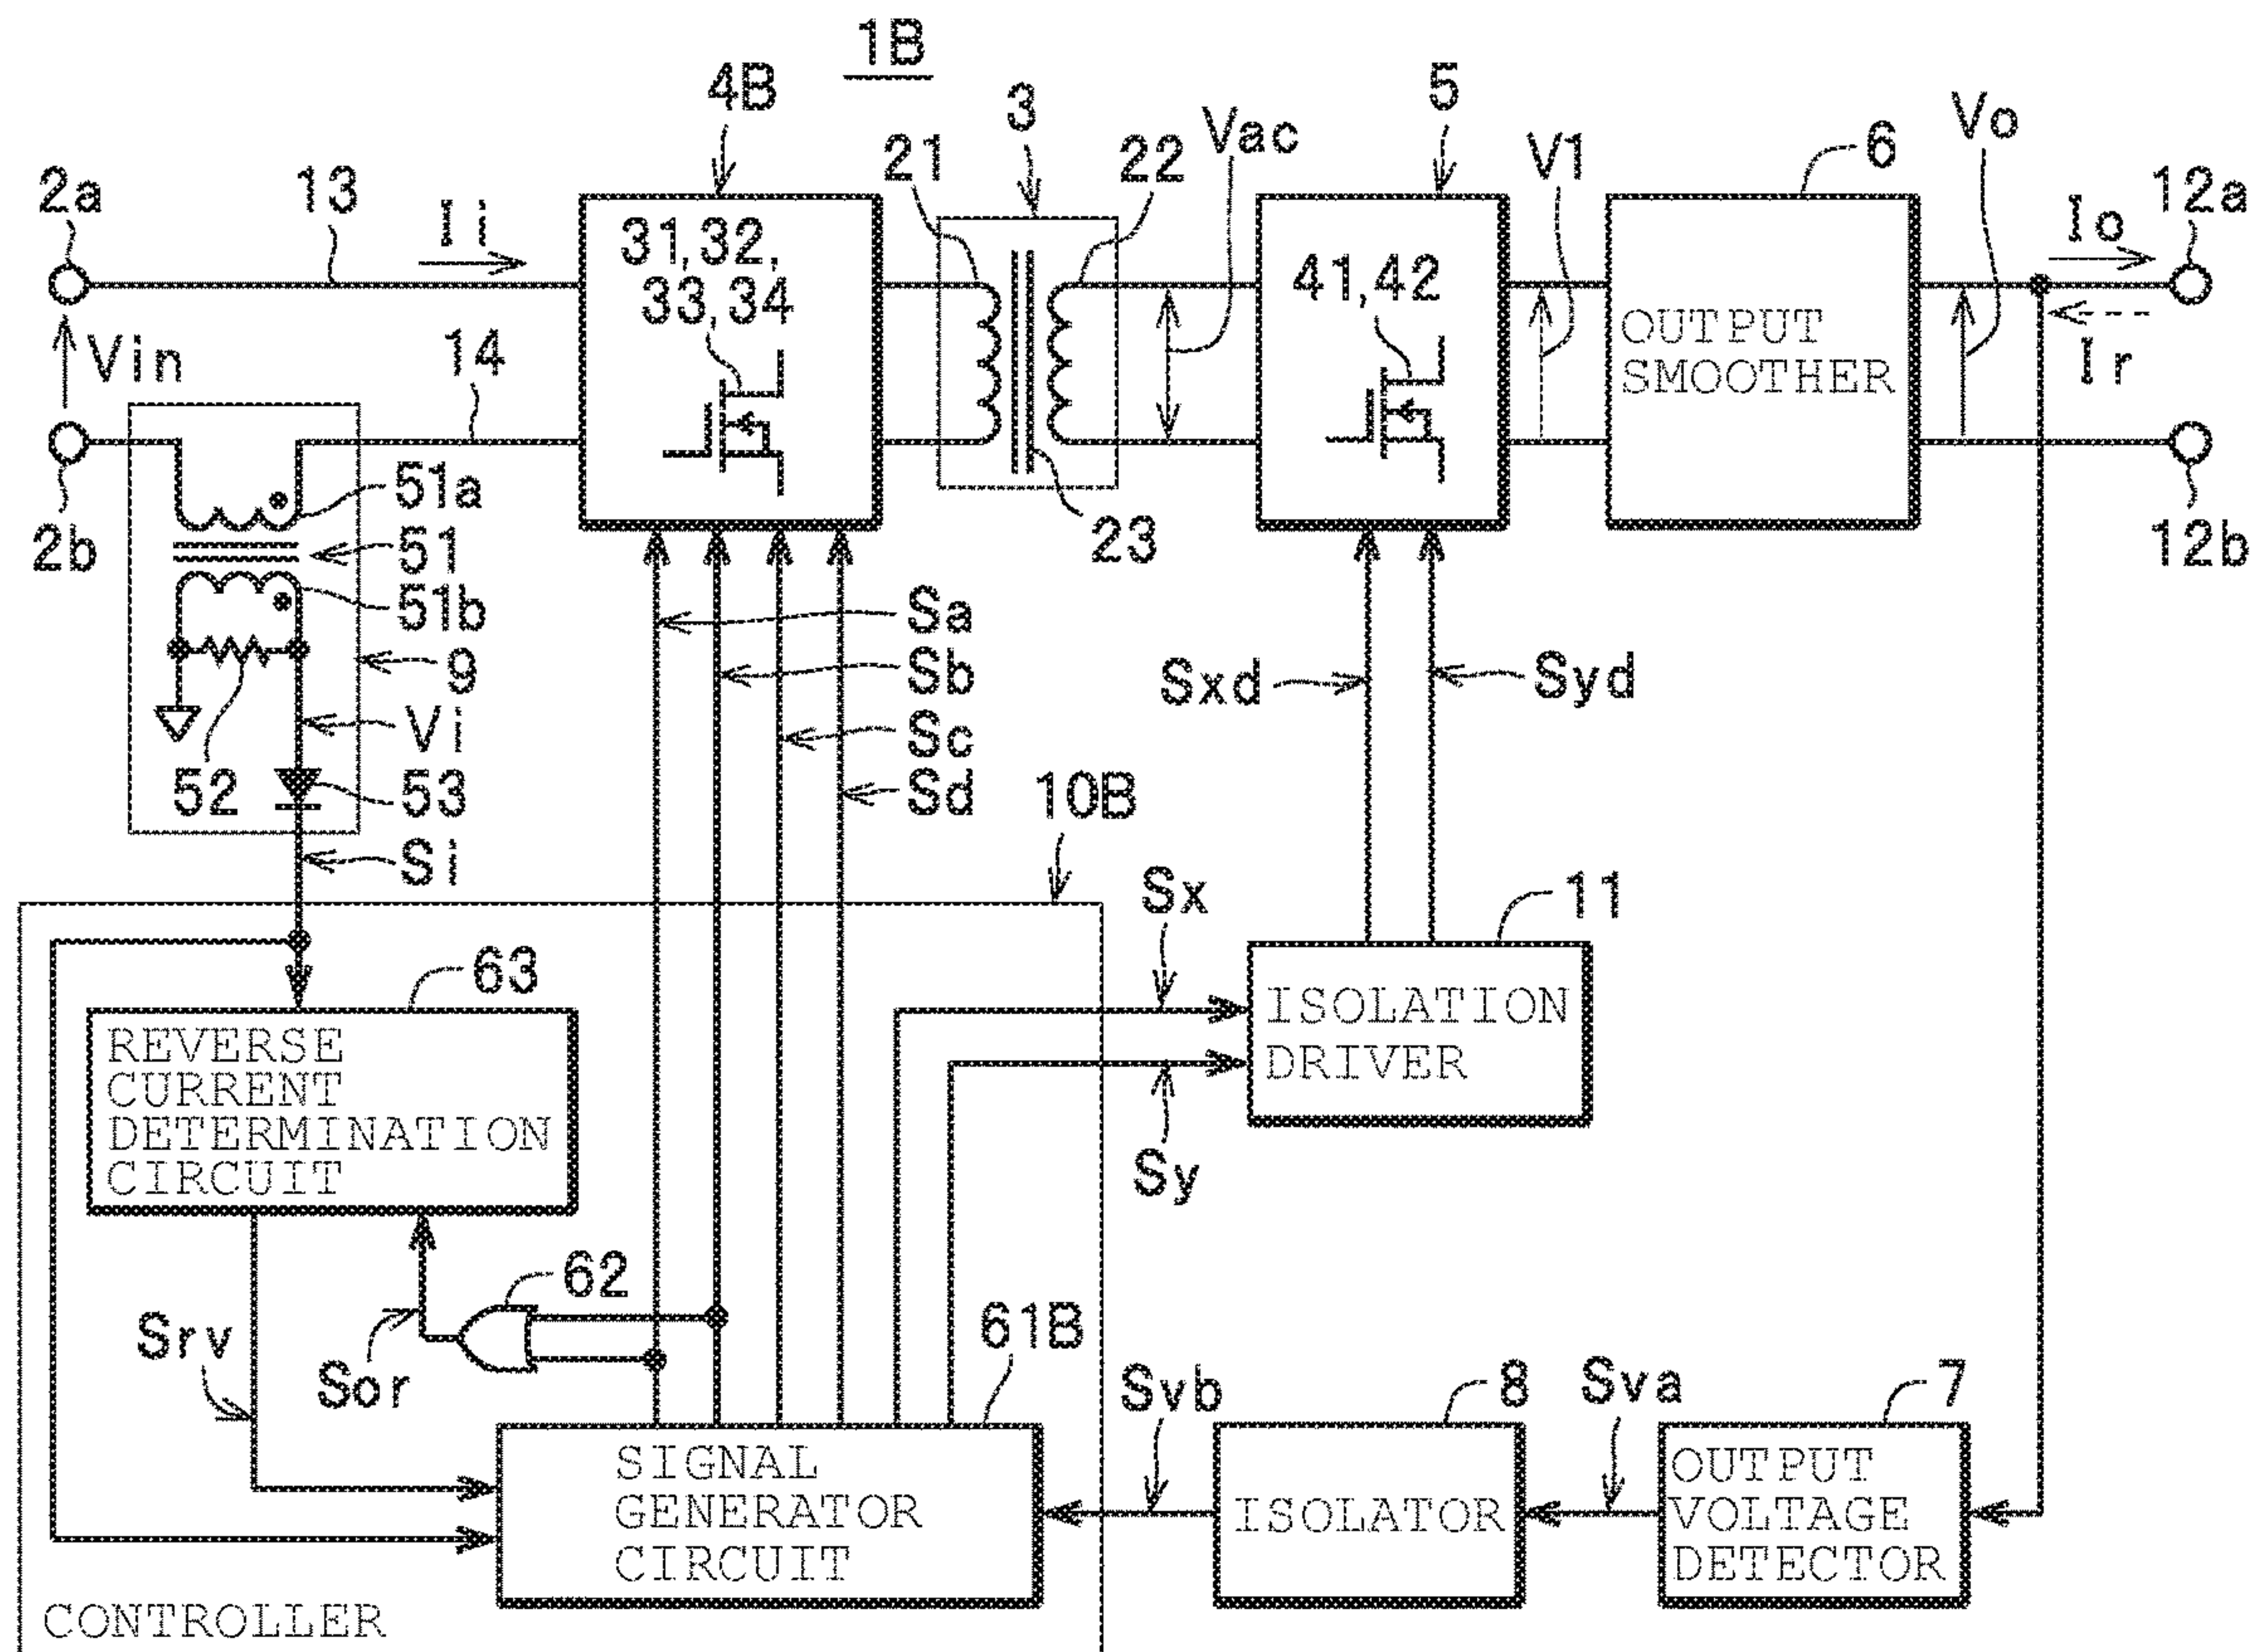 1B
4B
3
5
Vo
21
22
Vac
V1
6
2a
13
Ii
Io
12a
31,32,
33,34
41,42
OUTPUT
SMOOTHER
Vin
14
Ir
51a
2b
51
23
12b
51b
Sa
9
Sb
Sxd
Syd
Vi
Sc
52
53
Sd
10B
Si
Sx
11
63
ISOLATION
DRIVER
REVERSE
CURRENT
DETERMINATION
CIRCUIT
Sy
62
61B
Srv
Sor
Svb
8
Sva
7
SIGNAL
GENERATOR
CIRCUIT
ISOLATOR
OUTPUT
VOLTAGE
DETECTOR
CONTROLLER